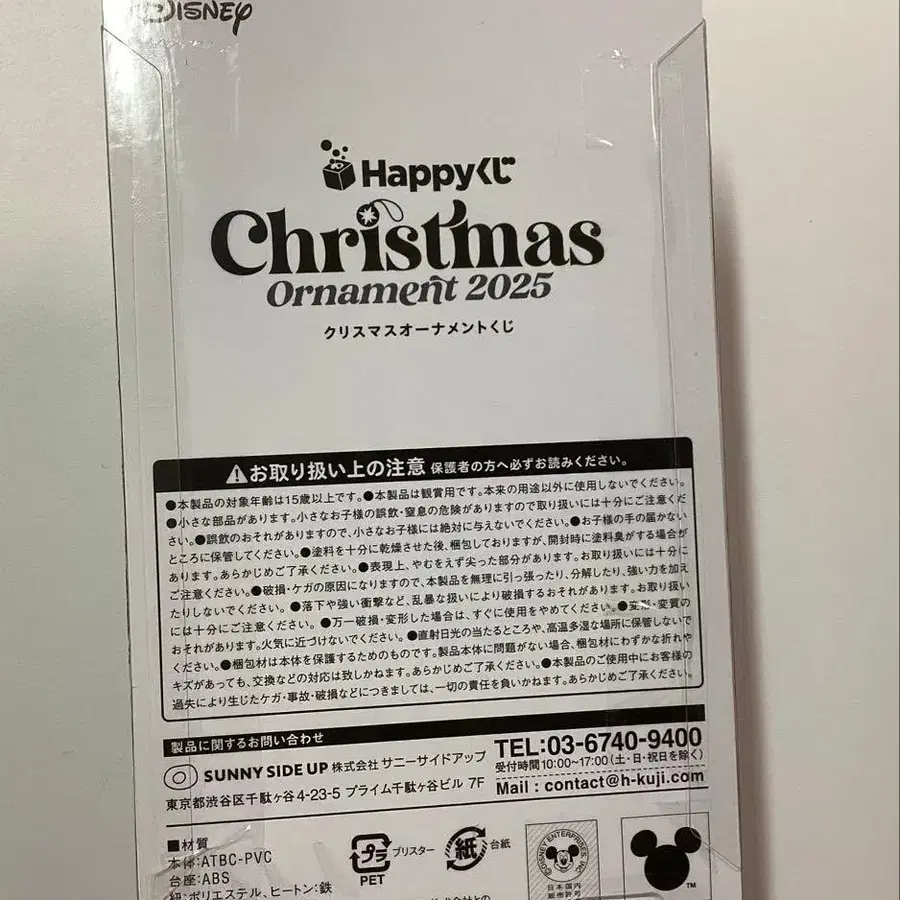 DISNEY
Happyくじ
Christmas
Ornament 2025
クリスマスオーナメントくじ
お取り扱い上の注意 保護者の方へ必ずお読みください。
●本製品の対象年齢は15歳以上です。●本製品は観賞用です。本来の用途以外に使用しないでください。
●小さな部品があります。小さなお子様の誤飲・窒息の危険がありますので取り扱いには十分にご注意くだ
さい。●誤飲のおそれがありますので、小さなお子様には絶対に与えないでください。●お子様の手の届かない
ところに保管してください。●塗料を十分に乾燥させた後、梱包しておりますが、開封時に塗料臭がする場合が
あります。あらかじめご了承ください。●表現上、やむをえず尖った部分があります。お取り扱いには十分に
ご注意ください。●破損・ケガの原因になりますので、本製品を無理に引っ張ったり、分解したり、強い力を加え
たりしないでください。●落下や強い衝撃など、乱暴な扱いにより破損するおそれがあります。お取り扱い
には十分にご注意ください。●万一破損・変形した場合は、すぐに使用をやめてください。●変形・変質の
おそれがあります。火気に近づけないでください。●直射日光の当たるところや、高温多湿な場所に保管しないで
ください。●梱包材は本体を保護するためのものです。製品本体に問題がない場合、梱包材にわずかな折れや
キズがあっても、交換などの対応は致しかねます。あらかじめご了承ください。●本製品のご使用中にお客様の
過失により生じたケガ・事故・破損などにつきましては、一切の責任を負いかねます。あらかじめご了承ください。
製品に関するお問い合わせ
SUNNY SIDE UP 株式会社 サニーサイドアップ
東京都渋谷区千駄ヶ谷4-23-5 プライム千駄ヶ谷ビル 7F
TEL:03-6740-9400
受付時間10:00〜17:00(土・日・祝日を除く)
Mail : contact@h-kuji.com
■材質
本体:ATBC-PVC
台座:ABS
紐:ポリエステル、ヒートン:鉄
プラ
PET
ブリスター
紙
台紙
©DISNEY ENTERPRISES, INC.
日本国内
販売許可
TM
株式会社との